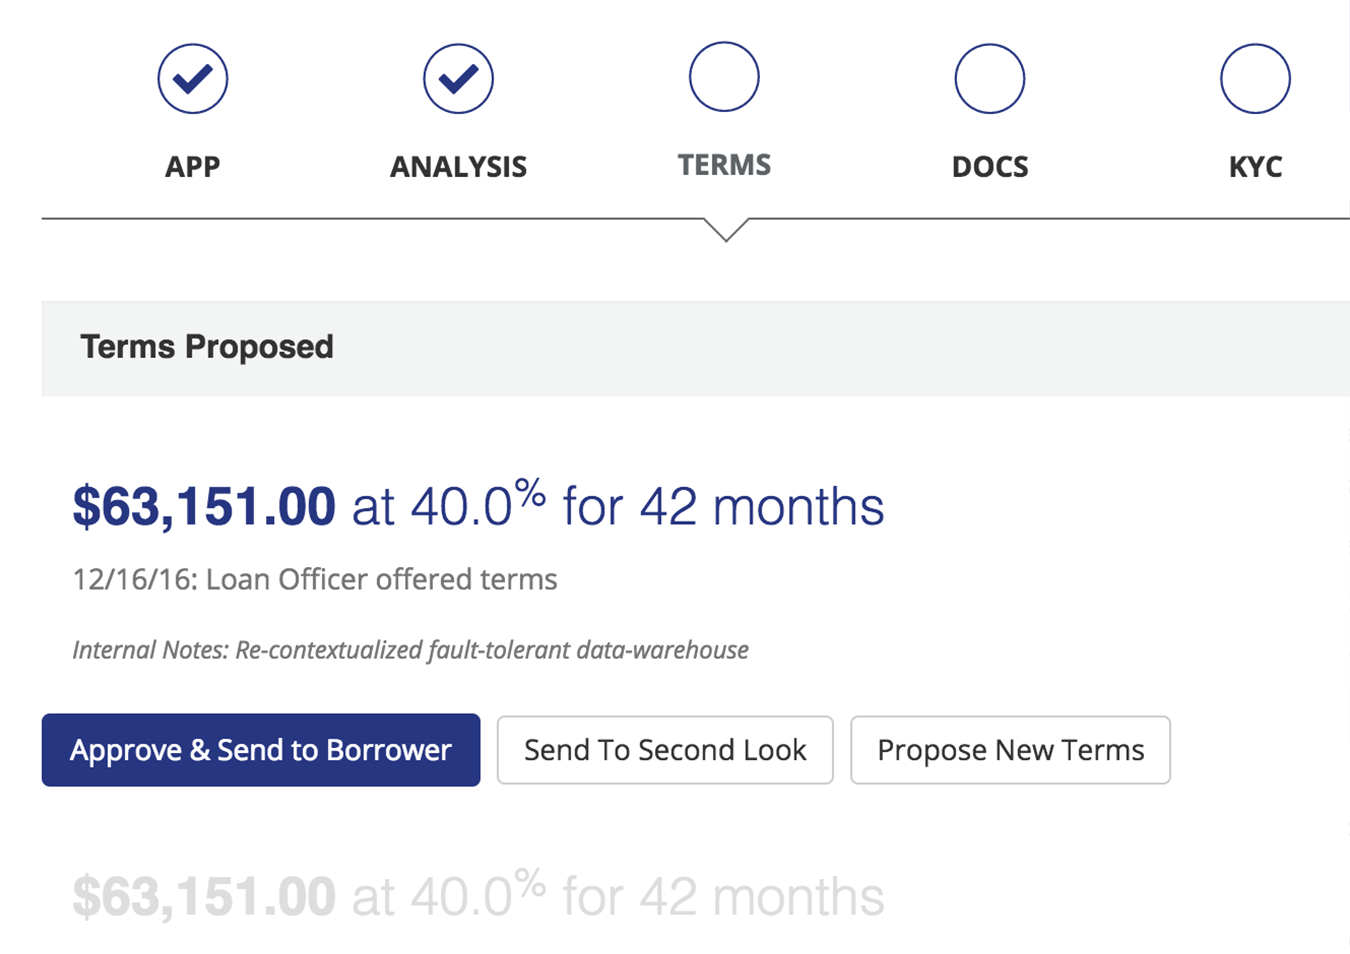 APP ANALYSIS TERMS DOCS KYC
Terms Proposed
$63,151.00 at 40.0% for 42 months
12/16/16: Loan Officer offered terms
Internal Notes: Re-contextualized fault-tolerant data-warehouse
Approve & Send to Borrower Send To Second Look Propose New Terms
$63,151.00 at 40.0% for 42 months